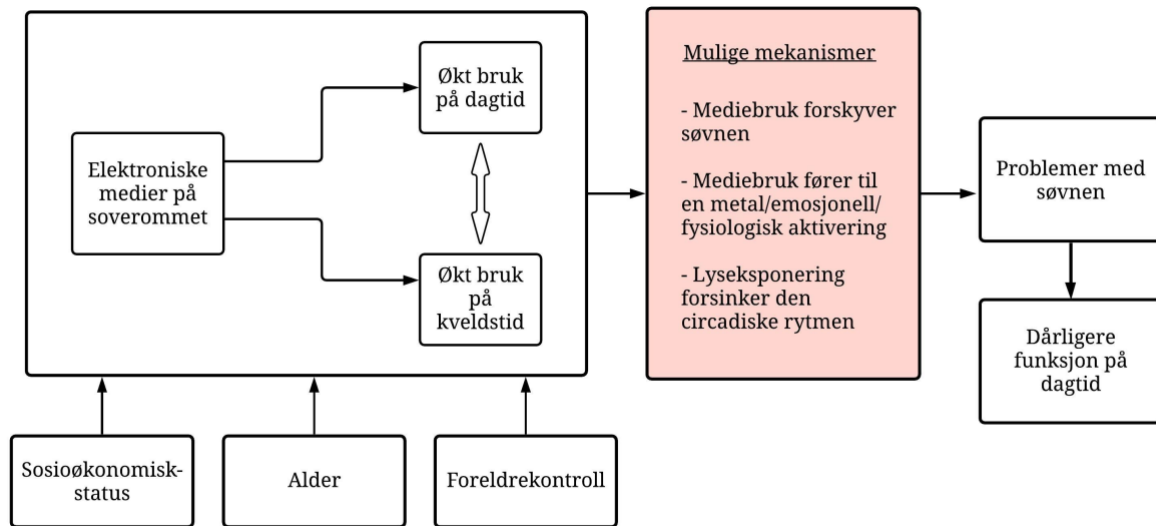 Elektroniske
medier på
soverommet
Økt bruk
på dagtid
Økt bruk
på
kveldstid
Mulige mekanismer
- Mediebruk forskyver
søvnen
- Mediebruk fører til
en metal/emosjonell/
fysiologisk aktivering
- Lyseksponering
forsinker den
circadiske rytmen
Problemer med
søvnen
Dårligere
funksjon på
dagtid
Sosioøkonomisk-
status
Alder
Foreldrekontroll